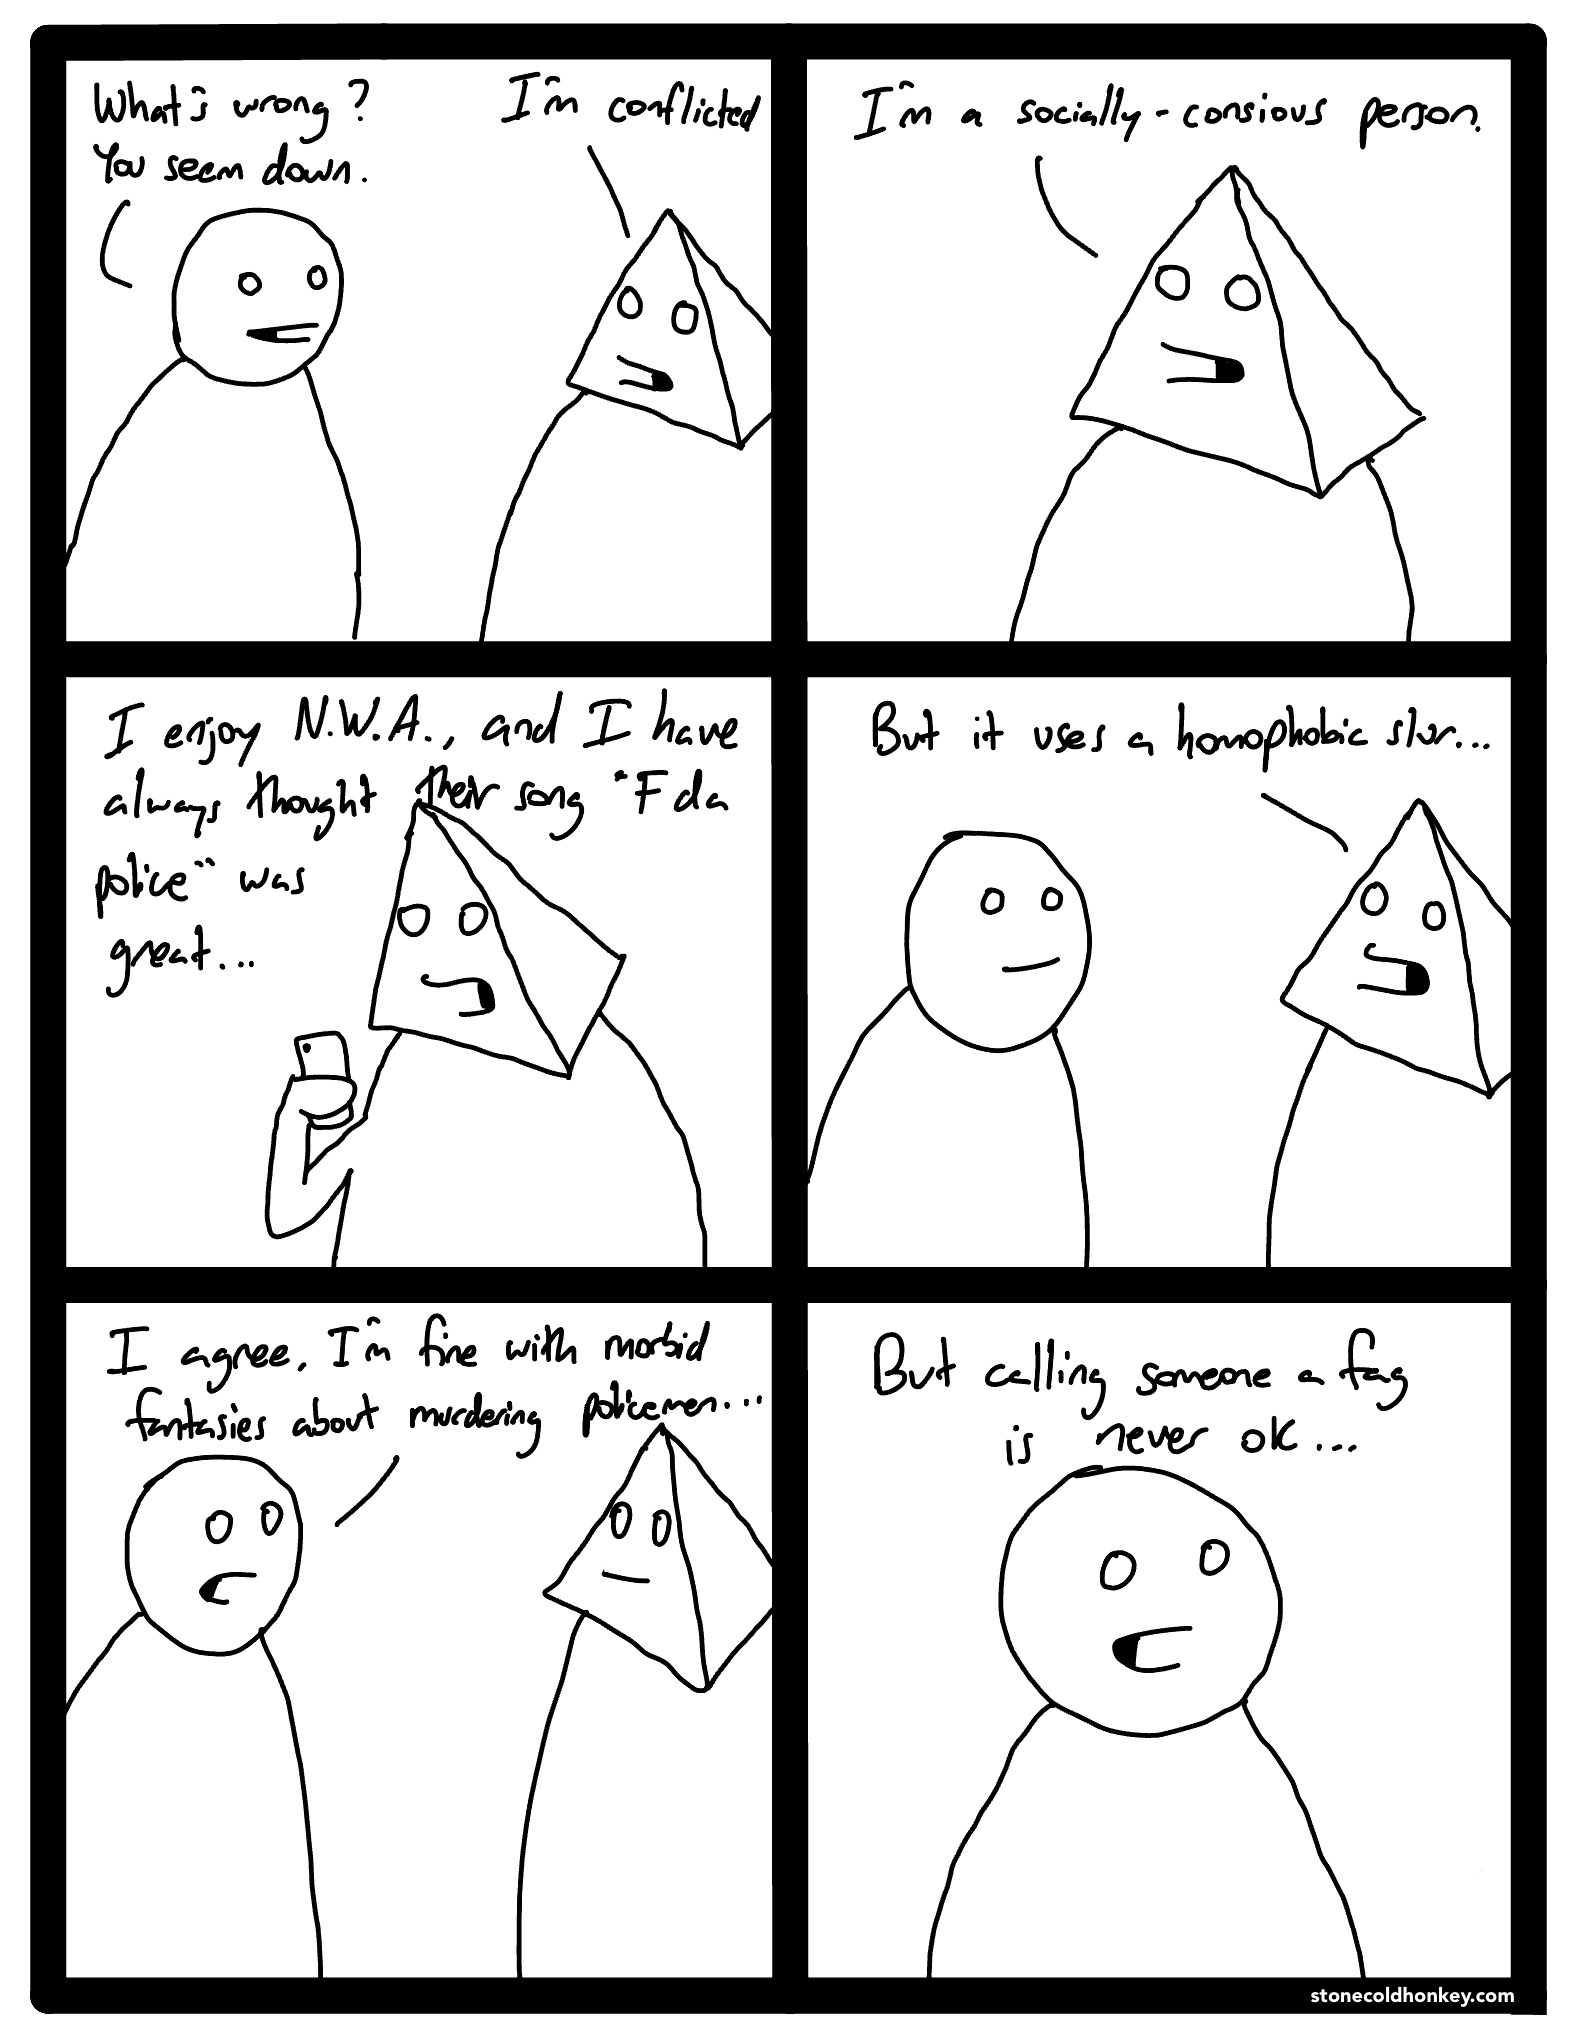 What's wrong?
You seem down.
I'm conflicted
I'm a socially-consious person.
I enjoy N.W.A., and I have
always thought their song "F da
police" was
great...
But it uses a homophobic slur...
I agree, I'm fine with morbid
fantasies about murdering policemen...
But calling someone a fag
is never ok...
stonecoldhonkey.com